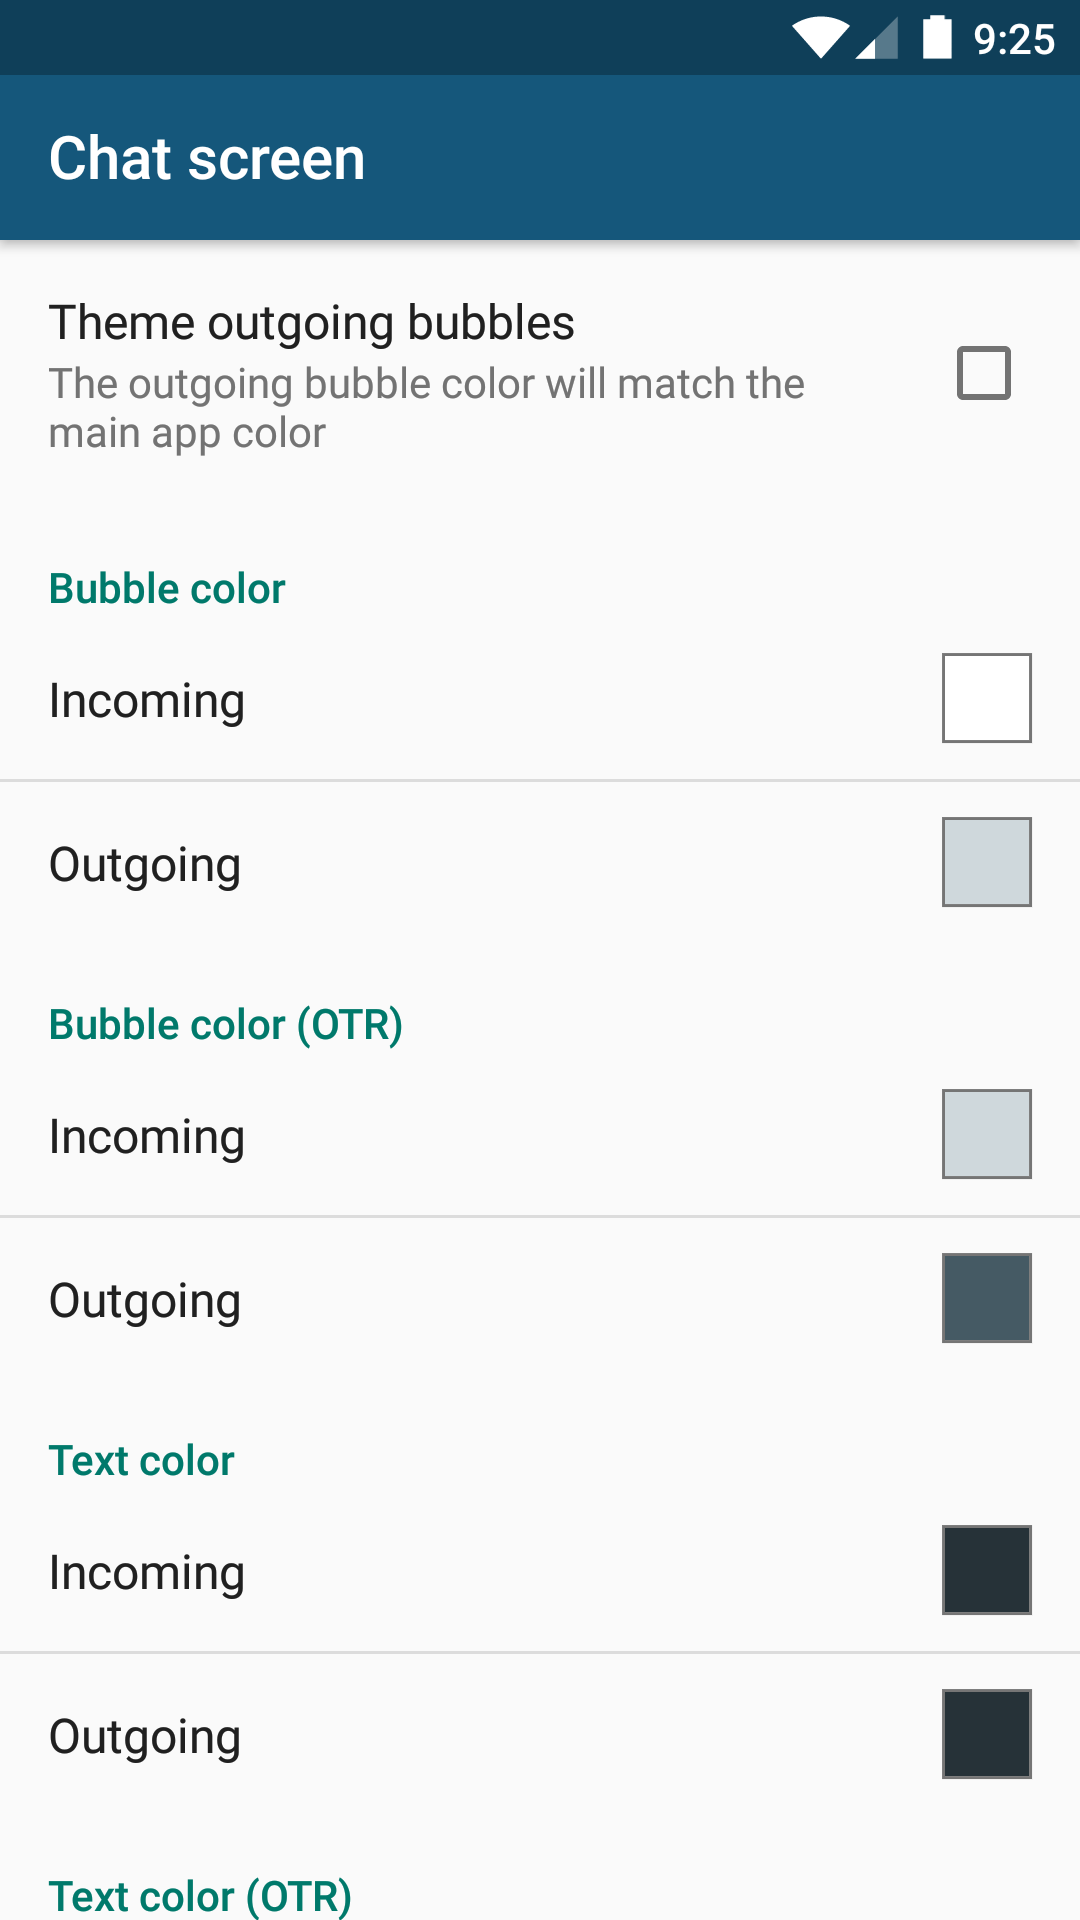 9:25
Chat screen
Theme outgoing bubbles
The outgoing bubble color will match the
main app color
Bubble color
Incoming
Outgoing
Bubble color (OTR)
Incoming
Outgoing
Text color
Incoming
Outgoing
Text color (OTR)